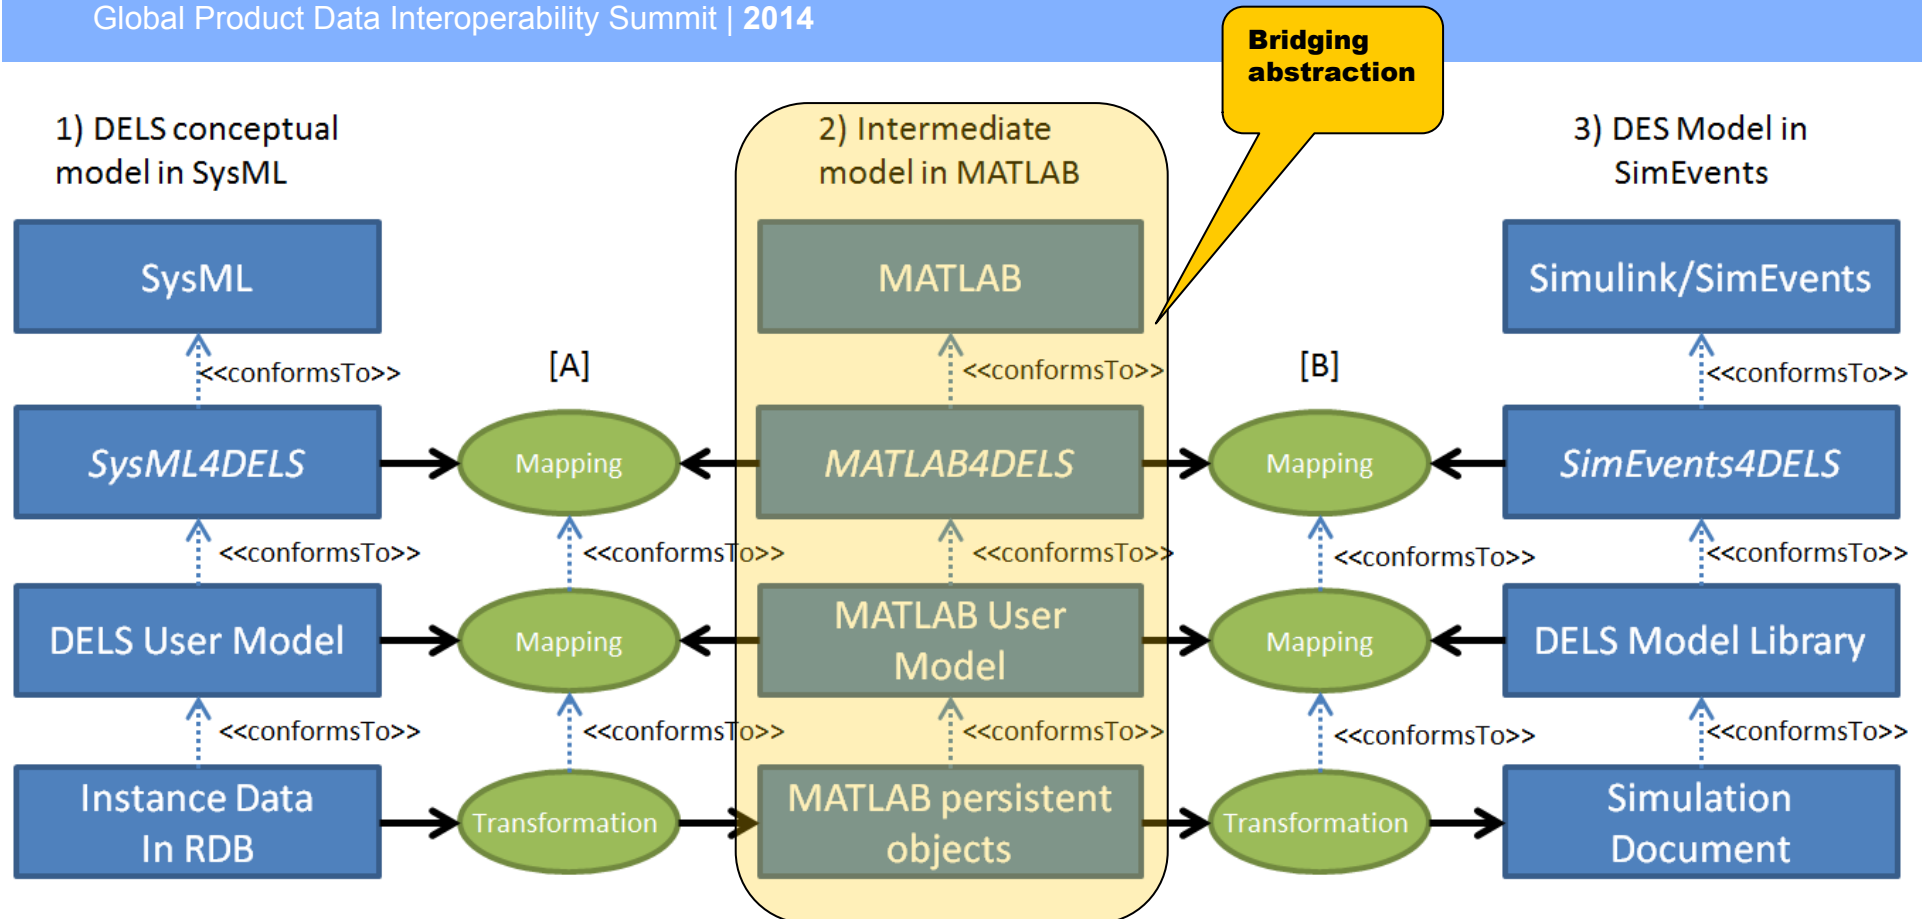 Global Product Data Interoperability Summit | 2014
Bridging
abstraction
1) DELS conceptual
model in SysML
2) Intermediate
model in MATLAB
3) DES Model in
SimEvents
SysML
MATLAB
Simulink/SimEvents
<<conformsTo>>
[A]
<<conformsTo>>
[B]
<<conformsTo>>
SysML4DELS
Mapping
MATLAB4DELS
Mapping
SimEvents4DELS
<<conformsTo>>
<<conformsTo>>
<<conformsTo>>
<<conformsTo>>
<<conformsTo>>
DELS User Model
Mapping
MATLAB User
Model
Mapping
DELS Model Library
<<conformsTo>>
<<conformsTo>>
<<conformsTo>>
<<conformsTo>>
<<conformsTo>>
Instance Data
In RDB
Transformation
MATLAB persistent
objects
Transformation
Simulation
Document